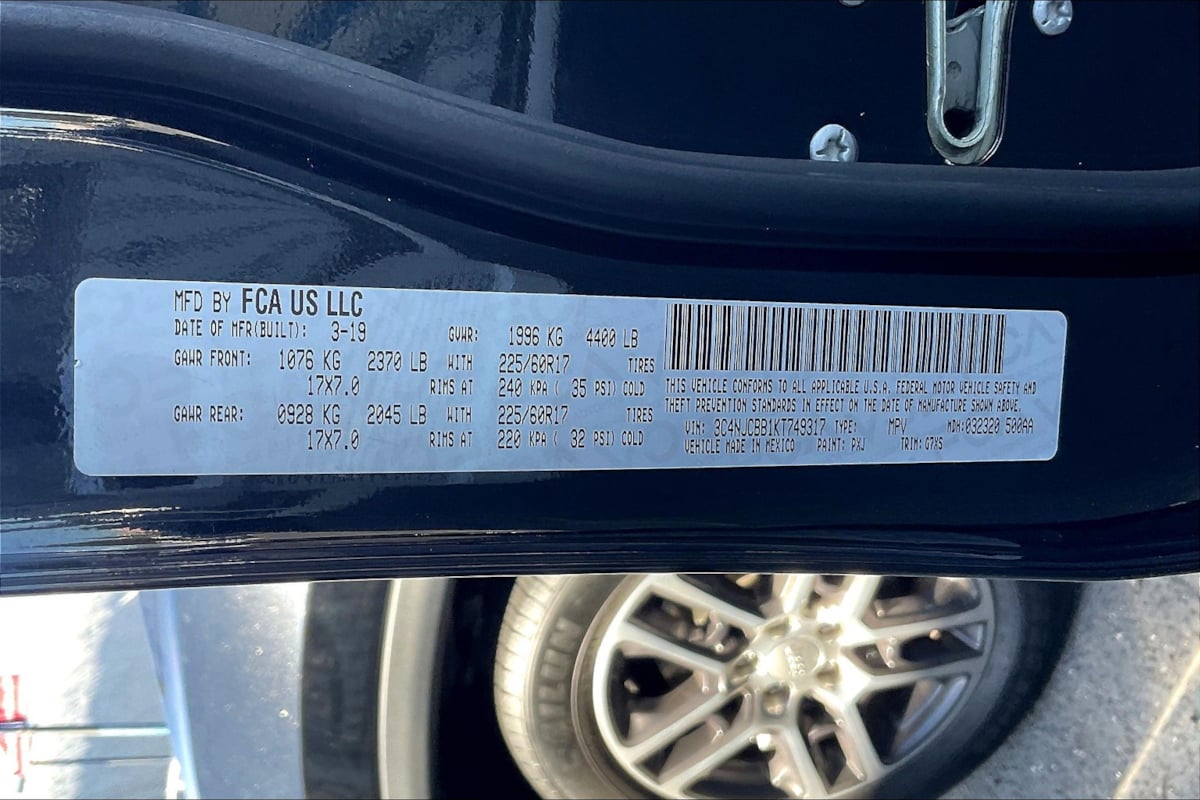 MFD BY FCA US LLC
DATE OF MFR(BUILT): 3-19 GVWR: 1996 KG 4400 LB
GAWR FRONT: 1076 KG 2370 LB WITH 225/60R17 TIRES
17X7.0 RIMS AT 240 KPA ( 35 PSI) COLD
GAWR REAR: 0928 KG 2045 LB WITH 225/60R17 TIRES
17X7.0 RIMS AT 220 KPA ( 32 PSI) COLD
THIS VEHICLE CONFORMS TO ALL APPLICABLE U.S.A. FEDERAL MOTOR VEHICLE SAFETY AND
THEFT PREVENTION STANDARDS IN EFFECT ON THE DATE OF MANUFACTURE SHOWN ABOVE.
VIN: 3C4NJCBB1KT749317 TYPE: MPV MDH:032320 500AA
VEHICLE MADE IN MEXICO PAINT: PXJ TRIM: G7XS